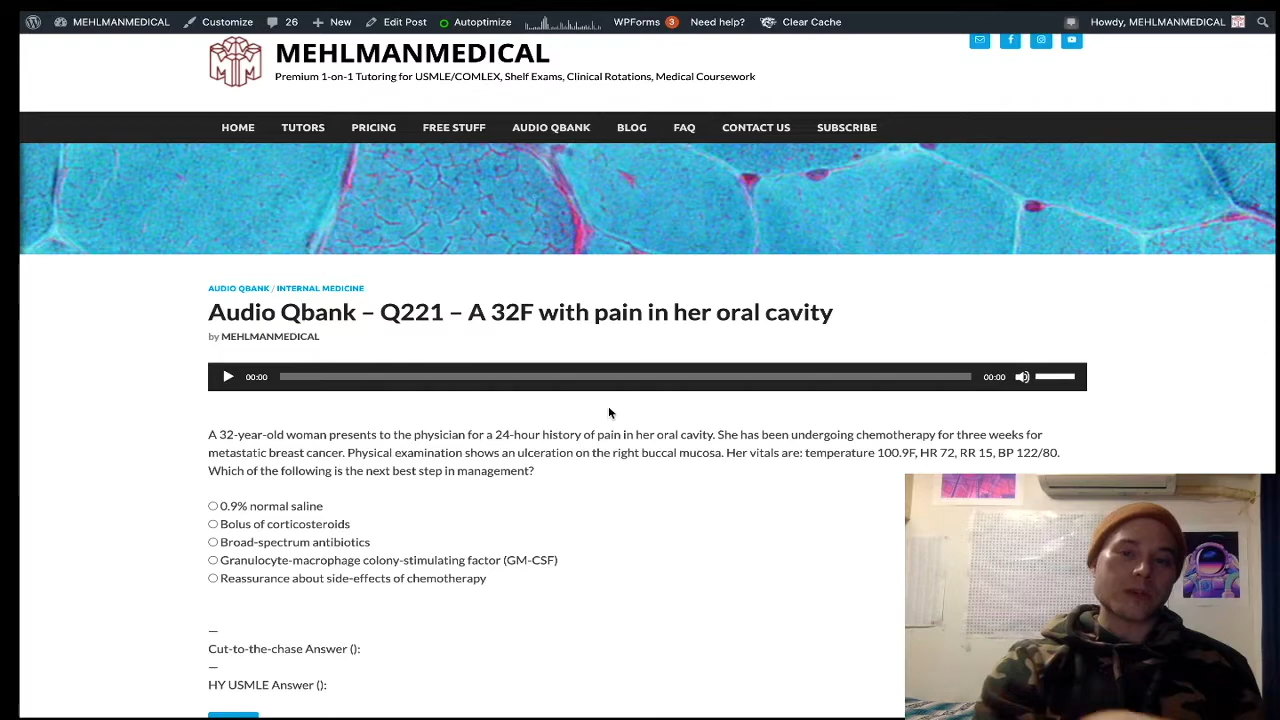 MEHLMANMEDICAL Customize 26 New Edit Post Autoptimize WPForms 3 Need help? Clear Cache Howdy, MEHLMANMEDICAL
MEHLMANMEDICAL
Premium 1-on-1 Tutoring for USMLE/COMLEX, Shelf Exams, Clinical Rotations, Medical Coursework
HOME TUTORS PRICING FREE STUFF AUDIO QBANK BLOG FAQ CONTACT US SUBSCRIBE
AUDIO QBANK / INTERNAL MEDICINE
Audio Qbank – Q221 – A 32F with pain in her oral cavity
by MEHLMANMEDICAL
00:00 00:00
A 32-year-old woman presents to the physician for a 24-hour history of pain in her oral cavity. She has been undergoing chemotherapy for three weeks for
metastatic breast cancer. Physical examination shows an ulceration on the right buccal mucosa. Her vitals are: temperature 100.9F, HR 72, RR 15, BP 122/80.
Which of the following is the next best step in management?
0.9% normal saline
Bolus of corticosteroids
Broad-spectrum antibiotics
Granulocyte-macrophage colony-stimulating factor (GM-CSF)
Reassurance about side-effects of chemotherapy
—
Cut-to-the-chase Answer ():
—
HY USMLE Answer ():